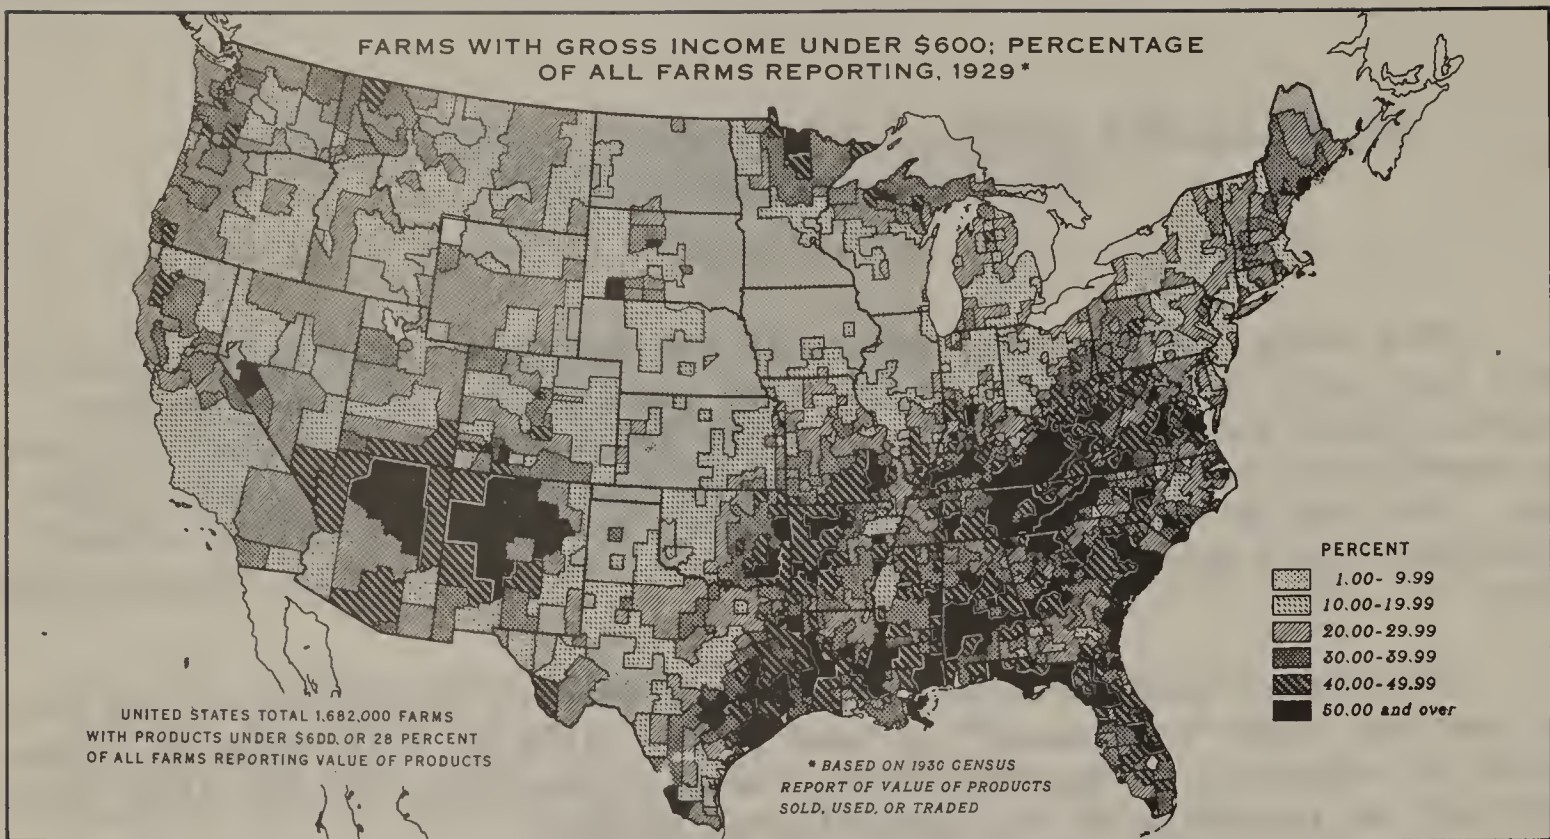 FARMS WITH GROSS INCOME UNDER $600; PERCENTAGE
OF ALL FARMS REPORTING, 1929*
PERCENT
1.00- 9.99
10.00-19.99
20.00-29.99
30.00-39.99
40.00-49.99
50.00 and over
UNITED STATES TOTAL 1,682,000 FARMS
WITH PRODUCTS UNDER $600, OR 28 PERCENT
OF ALL FARMS REPORTING VALUE OF PRODUCTS
* BASED ON 1930 CENSUS
REPORT OF VALUE OF PRODUCTS
SOLD, USED, OR TRADED